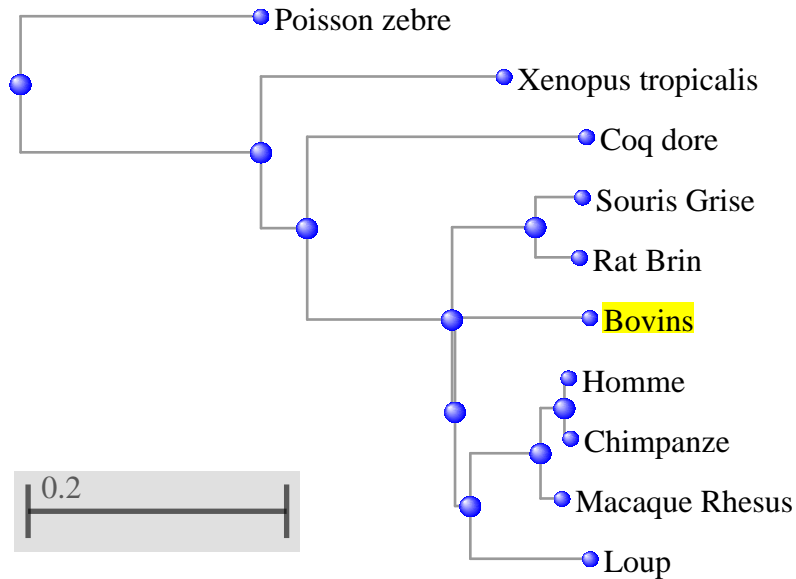 Poisson zebre
Xenopus tropicalis
Coq dore
Souris Grise
Rat Brin
Bovins
Homme
Chimpanze
0.2
Macaque Rhesus
Loup